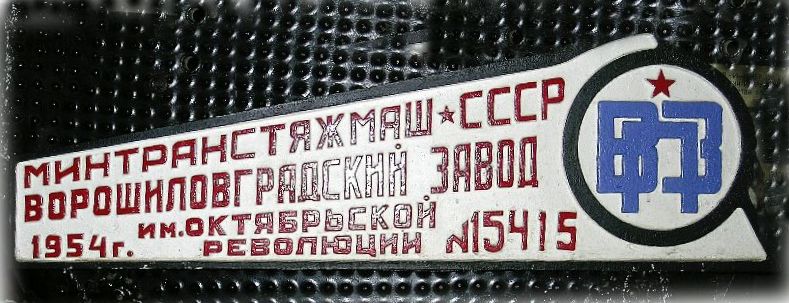 МИНТРАНСТЯЖМАШ★СССР
ВОРОШИЛОВГРАДСКИЙ ЗАВОД
им.ОКТЯБРЬСКОЙ
РЕВОЛЮЦИИ
1954г.
№15415
ВЗ